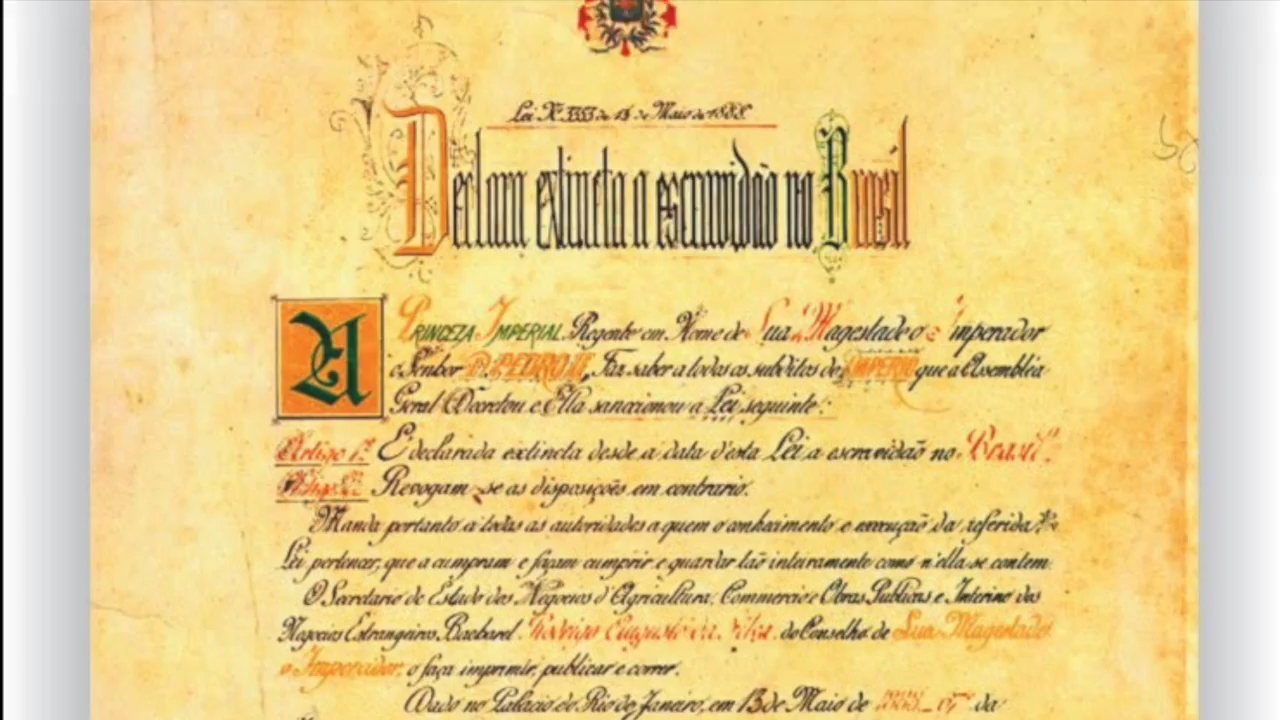 Lei Nº 3353 de 13 de Maio de 1888.
Declara extincta a escravidão no Brasil
A PRINCEZA IMPERIAL Regente em Nome de Sua Magestade o Imperador
o Senhor D. PEDRO II, Faz saber a todos os subditos do IMPERIO que a Assembléa
Geral Decretou e Ella sanccionou a Lei seguinte:
Artigo 1º E' declarada extincta desde a data d'esta Lei a escravidão no Brasil.
Artigo 2º Revogam-se as disposições em contrario.
Manda portanto a todas as autoridades a quem o conhecimento e execução da referida
Lei pertencer, que a cumpram e façam cumprir e guardar tão inteiramente como n'ella se contem.
O Secretario de Estado dos Negocios d'Agricultura, Commercio e Obras Publicas e Interino dos
Negocios Estrangeiros Bacharel Rodrigo Augusto da Silva, do Conselho de Sua Magestade
o Imperador, o faça imprimir, publicar e correr.
Dado no Palacio do Rio de Janeiro, em 13 de Maio de 1888_ 67º da